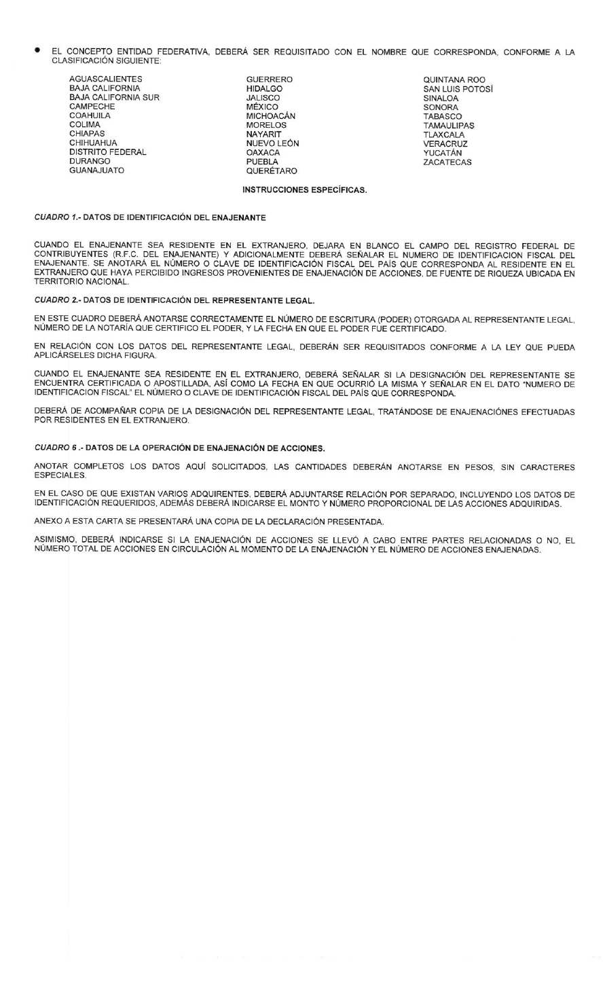 • EL CONCEPTO ENTIDAD FEDERATIVA, DEBERÁ SER REQUISITADO CON EL NOMBRE QUE CORRESPONDA, CONFORME A LA
CLASIFICACIÓN SIGUIENTE:
AGUASCALIENTES
BAJA CALIFORNIA
BAJA CALIFORNIA SUR
CAMPECHE
COAHUILA
COLIMA
CHIAPAS
CHIHUAHUA
DISTRITO FEDERAL
DURANGO
GUANAJUATO
GUERRERO
HIDALGO
JALISCO
MÉXICO
MICHOACÁN
MORELOS
NAYARIT
NUEVO LEÓN
OAXACA
PUEBLA
QUERÉTARO
QUINTANA ROO
SAN LUIS POTOSÍ
SINALOA
SONORA
TABASCO
TAMAULIPAS
TLAXCALA
VERACRUZ
YUCATÁN
ZACATECAS
INSTRUCCIONES ESPECÍFICAS.
CUADRO 1.- DATOS DE IDENTIFICACIÓN DEL ENAJENANTE
CUANDO EL ENAJENANTE SEA RESIDENTE EN EL EXTRANJERO, DEJARA EN BLANCO EL CAMPO DEL REGISTRO FEDERAL DE
CONTRIBUYENTES (R.F.C. DEL ENAJENANTE) Y ADICIONALMENTE DEBERÁ SEÑALAR EL NUMERO DE IDENTIFICACION FISCAL DEL
ENAJENANTE. SE ANOTARÁ EL NÚMERO O CLAVE DE IDENTIFICACIÓN FISCAL DEL PAÍS QUE CORRESPONDA AL RESIDENTE EN EL
EXTRANJERO QUE HAYA PERCIBIDO INGRESOS PROVENIENTES DE ENAJENACIÓN DE ACCIONES, DE FUENTE DE RIQUEZA UBICADA EN
TERRITORIO NACIONAL.
CUADRO 2.- DATOS DE IDENTIFICACIÓN DEL REPRESENTANTE LEGAL.
EN ESTE CUADRO DEBERÁ ANOTARSE CORRECTAMENTE EL NÚMERO DE ESCRITURA (PODER) OTORGADA AL REPRESENTANTE LEGAL,
NÚMERO DE LA NOTARÍA QUE CERTIFICO EL PODER, Y LA FECHA EN QUE EL PODER FUE CERTIFICADO.
EN RELACIÓN CON LOS DATOS DEL REPRESENTANTE LEGAL, DEBERÁN SER REQUISITADOS CONFORME A LA LEY QUE PUEDA
APLICÁRSELES DICHA FIGURA.
CUANDO EL ENAJENANTE SEA RESIDENTE EN EL EXTRANJERO, DEBERÁ SEÑALAR SI LA DESIGNACIÓN DEL REPRESENTANTE SE
ENCUENTRA CERTIFICADA O APOSTILLADA, ASÍ COMO LA FECHA EN QUE OCURRIÓ LA MISMA Y SEÑALAR EN EL DATO "NUMERO DE
IDENTIFICACION FISCAL" EL NÚMERO O CLAVE DE IDENTIFICACIÓN FISCAL DEL PAÍS QUE CORRESPONDA.
DEBERÁ DE ACOMPAÑAR COPIA DE LA DESIGNACIÓN DEL REPRESENTANTE LEGAL, TRATÁNDOSE DE ENAJENACIÓNES EFECTUADAS
POR RESIDENTES EN EL EXTRANJERO.
CUADRO 6 .- DATOS DE LA OPERACIÓN DE ENAJENACIÓN DE ACCIONES.
ANOTAR COMPLETOS LOS DATOS AQUÍ SOLICITADOS, LAS CANTIDADES DEBERÁN ANOTARSE EN PESOS, SIN CARACTERES
ESPECIALES.
EN EL CASO DE QUE EXISTAN VARIOS ADQUIRENTES, DEBERÁ ADJUNTARSE RELACIÓN POR SEPARADO, INCLUYENDO LOS DATOS DE
IDENTIFICACIÓN REQUERIDOS, ADEMÁS DEBERÁ INDICARSE EL MONTO Y NÚMERO PROPORCIONAL DE LAS ACCIONES ADQUIRIDAS.
ANEXO A ESTA CARTA SE PRESENTARÁ UNA COPIA DE LA DECLARACIÓN PRESENTADA.
ASIMISMO, DEBERÁ INDICARSE SI LA ENAJENACIÓN DE ACCIONES SE LLEVÓ A CABO ENTRE PARTES RELACIONADAS O NO, EL
NÚMERO TOTAL DE ACCIONES EN CIRCULACIÓN AL MOMENTO DE LA ENAJENACIÓN Y EL NÚMERO DE ACCIONES ENAJENADAS.